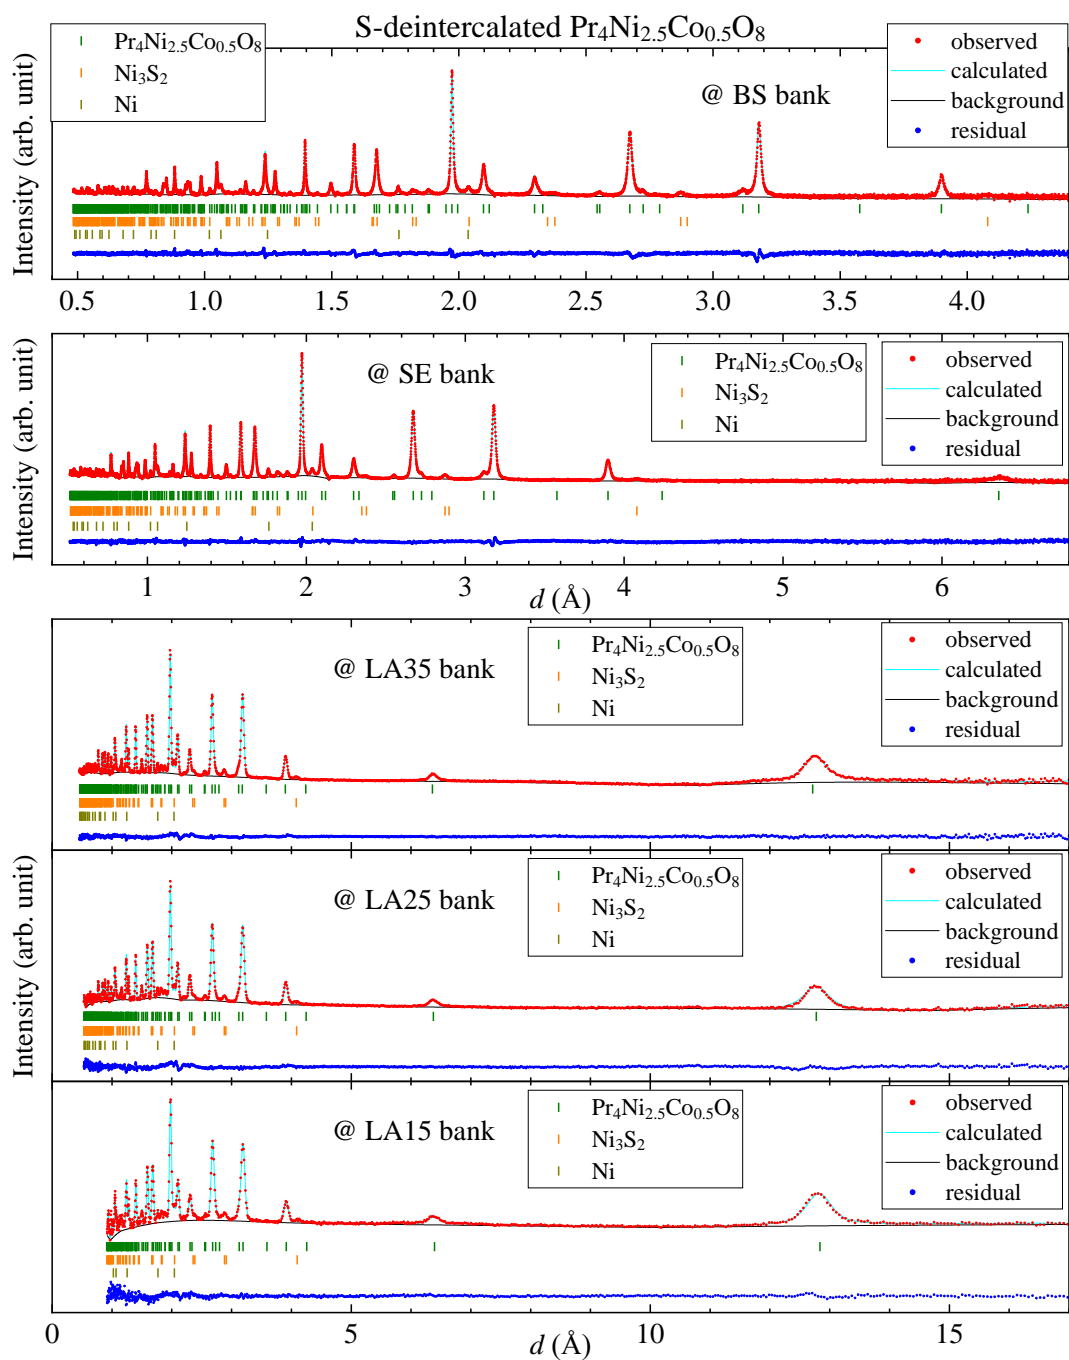 S-deintercalated Pr₄Ni₂.₅Co₀.₅O₈
Pr₄Ni₂.₅Co₀.₅O₈
Ni₃S₂
Ni
@ BS bank
observed
calculated
background
residual
Intensity (arb. unit)
0.5 1.0 1.5 2.0 2.5 3.0 3.5 4.0
@ SE bank
Pr₄Ni₂.₅Co₀.₅O₈
Ni₃S₂
Ni
observed
calculated
background
residual
Intensity (arb. unit)
1 2 3 4 5 6
d (Å)
@ LA35 bank
Pr₄Ni₂.₅Co₀.₅O₈
Ni₃S₂
Ni
observed
calculated
background
residual
@ LA25 bank
Pr₄Ni₂.₅Co₀.₅O₈
Ni₃S₂
Ni
observed
calculated
background
residual
Intensity (arb. unit)
@ LA15 bank
Pr₄Ni₂.₅Co₀.₅O₈
Ni₃S₂
Ni
observed
calculated
background
residual
0 5 10 15
d (Å)